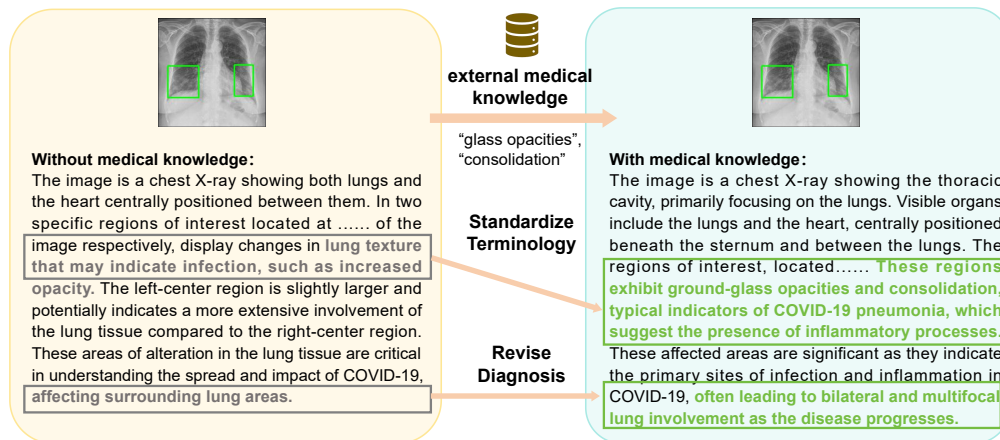 external medical
knowledge
"glass opacities",
"consolidation"
Without medical knowledge:
The image is a chest X-ray showing both lungs and
the heart centrally positioned between them. In two
specific regions of interest located at ...... of the
image respectively, display changes in lung texture
that may indicate infection, such as increased
opacity. The left-center region is slightly larger and
potentially indicates a more extensive involvement of
the lung tissue compared to the right-center region.
These areas of alteration in the lung tissue are critical
in understanding the spread and impact of COVID-19,
affecting surrounding lung areas.
Standardize
Terminology
Revise
Diagnosis
With medical knowledge:
The image is a chest X-ray showing the thoracic
cavity, primarily focusing on the lungs. Visible organs
include the lungs and the heart, centrally positioned
beneath the sternum and between the lungs. The
regions of interest, located...... These regions
exhibit ground-glass opacities and consolidation,
typical indicators of COVID-19 pneumonia, which
suggest the presence of inflammatory processes.
These affected areas are significant as they indicate
the primary sites of infection and inflammation in
COVID-19, often leading to bilateral and multifocal
lung involvement as the disease progresses.